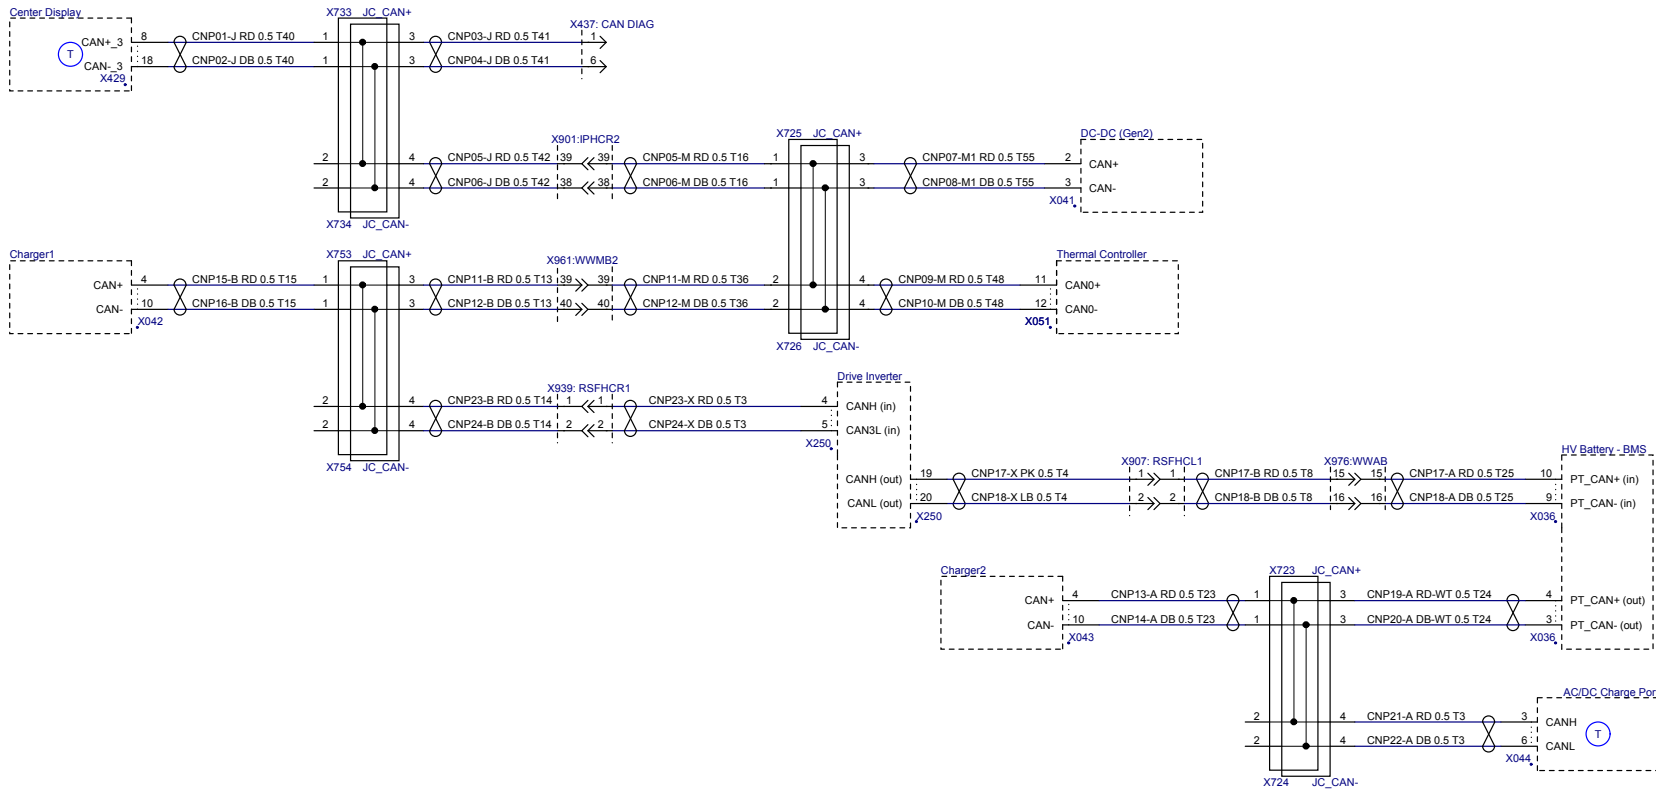 Center Display
X733 JC_CAN+
X437: CAN DIAG
CAN+_3 8 CNP01-J RD 0.5 T40 1 3 CNP03-J RD 0.5 T41 1
T
CAN-_3 18 CNP02-J DB 0.5 T40 1 3 CNP04-J DB 0.5 T41 6
X429
X901:IPHCR2
X725 JC_CAN+
DC-DC (Gen2)
2 4 CNP05-J RD 0.5 T42 39 39 CNP05-M RD 0.5 T16 1 3 CNP07-M1 RD 0.5 T55 2 CAN+
2 4 CNP06-J DB 0.5 T42 38 38 CNP06-M DB 0.5 T16 1 3 CNP08-M1 DB 0.5 T55 3 CAN-
X041
X734 JC_CAN-
Charger1
X753 JC_CAN+
X961:WWMB2
Thermal Controller
CAN+ 4 CNP15-B RD 0.5 T15 1 3 CNP11-B RD 0.5 T13 39 39 CNP11-M RD 0.5 T36 2 4 CNP09-M RD 0.5 T48 11 CAN0+
CAN- 10 CNP16-B DB 0.5 T15 1 3 CNP12-B DB 0.5 T13 40 40 CNP12-M DB 0.5 T36 2 4 CNP10-M DB 0.5 T48 12 CAN0-
X042
X051
X726 JC_CAN-
X939: RSFHCR1
Drive Inverter
2 4 CNP23-B RD 0.5 T14 1 1 CNP23-X RD 0.5 T3 4 CANH (in)
2 4 CNP24-B DB 0.5 T14 2 2 CNP24-X DB 0.5 T3 5 CAN3L (in)
X250
X754 JC_CAN-
X907: RSFHCL1
X976:WWAB
HV Battery - BMS
CANH (out) 19 CNP17-X PK 0.5 T4 1 1 CNP17-B RD 0.5 T8 15 15 CNP17-A RD 0.5 T25 10 PT_CAN+ (in)
CANL (out) 20 CNP18-X LB 0.5 T4 2 2 CNP18-B DB 0.5 T8 16 16 CNP18-A DB 0.5 T25 9 PT_CAN- (in)
X250
X036
Charger2
X723 JC_CAN+
CAN+ 4 CNP13-A RD 0.5 T23 1 3 CNP19-A RD-WT 0.5 T24 4 PT_CAN+ (out)
CAN- 10 CNP14-A DB 0.5 T23 1 3 CNP20-A DB-WT 0.5 T24 3 PT_CAN- (out)
X043
X036
AC/DC Charge Por
2 4 CNP21-A RD 0.5 T3 3 CANH
T
2 4 CNP22-A DB 0.5 T3 6 CANL
X044
X724 JC_CAN-